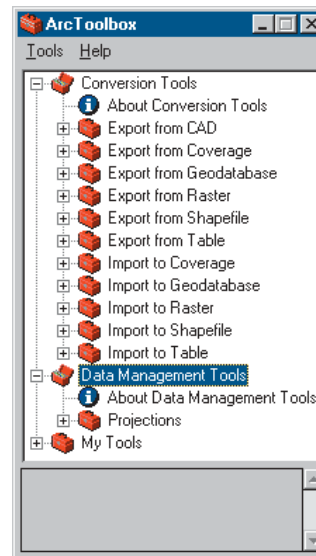 ArcToolbox
Tools Help
Conversion Tools
About Conversion Tools
Export from CAD
Export from Coverage
Export from Geodatabase
Export from Raster
Export from Shapefile
Export from Table
Import to Coverage
Import to Geodatabase
Import to Raster
Import to Shapefile
Import to Table
Data Management Tools
About Data Management Tools
Projections
My Tools